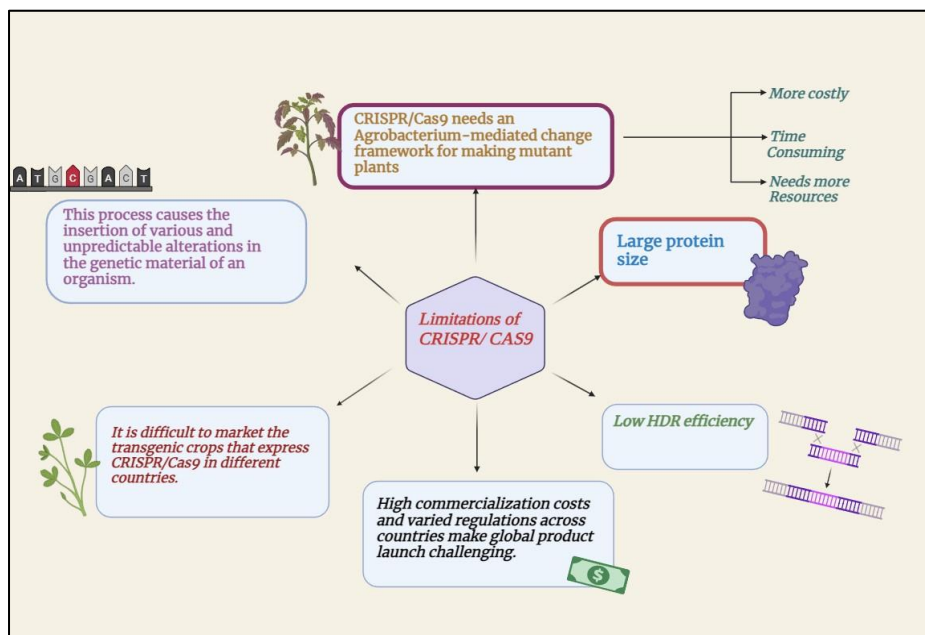 CRISPR/Cas9 needs an
Agrobacterium-mediated change
framework for making mutant
plants
More costly
Time
Consuming
Needs more
Resources
A T G C G A C T
This process causes the
insertion of various and
unpredictable alterations in
the genetic material of an
organism.
Large protein
size
Limitations of
CRISPR/ CAS9
It is difficult to market the
transgenic crops that express
CRISPR/Cas9 in different
countries.
Low HDR efficiency
High commercialization costs
and varied regulations across
countries make global product
launch challenging.
$